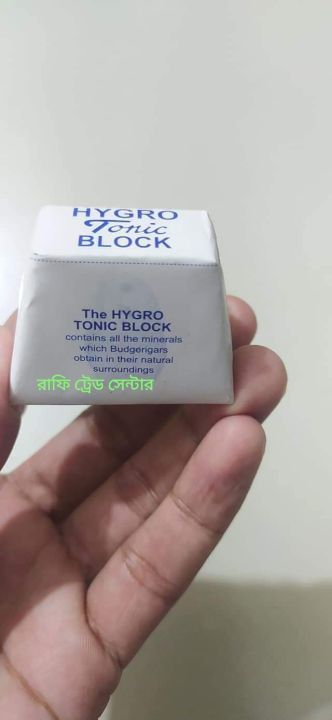 HYGRO
Tonic
BLOCK
The HYGRO
TONIC BLOCK
contains all the minerals
which Budgerigars
obtain in their natural
surroundings
রাফি ট্রেড সেন্টার